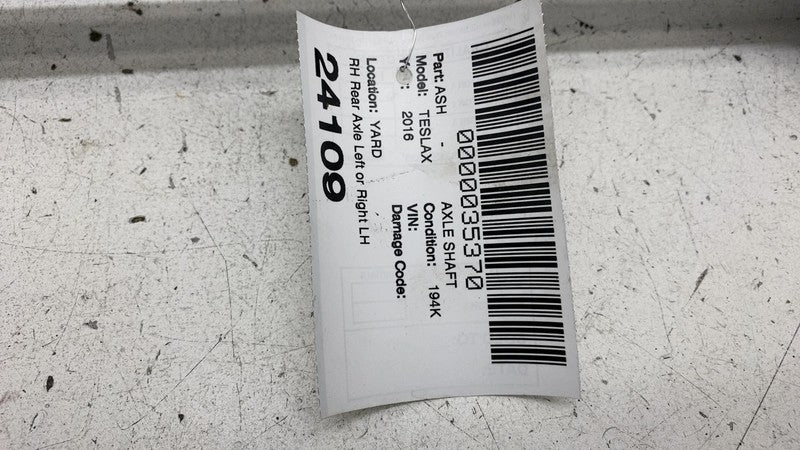 0000035370
Part: ASH - AXLE SHAFT
Model: TESLAX Condition: 194K
2016 VIN:
Damage Code:
Location: YARD
RH Rear Axle Left or Right LH
24109